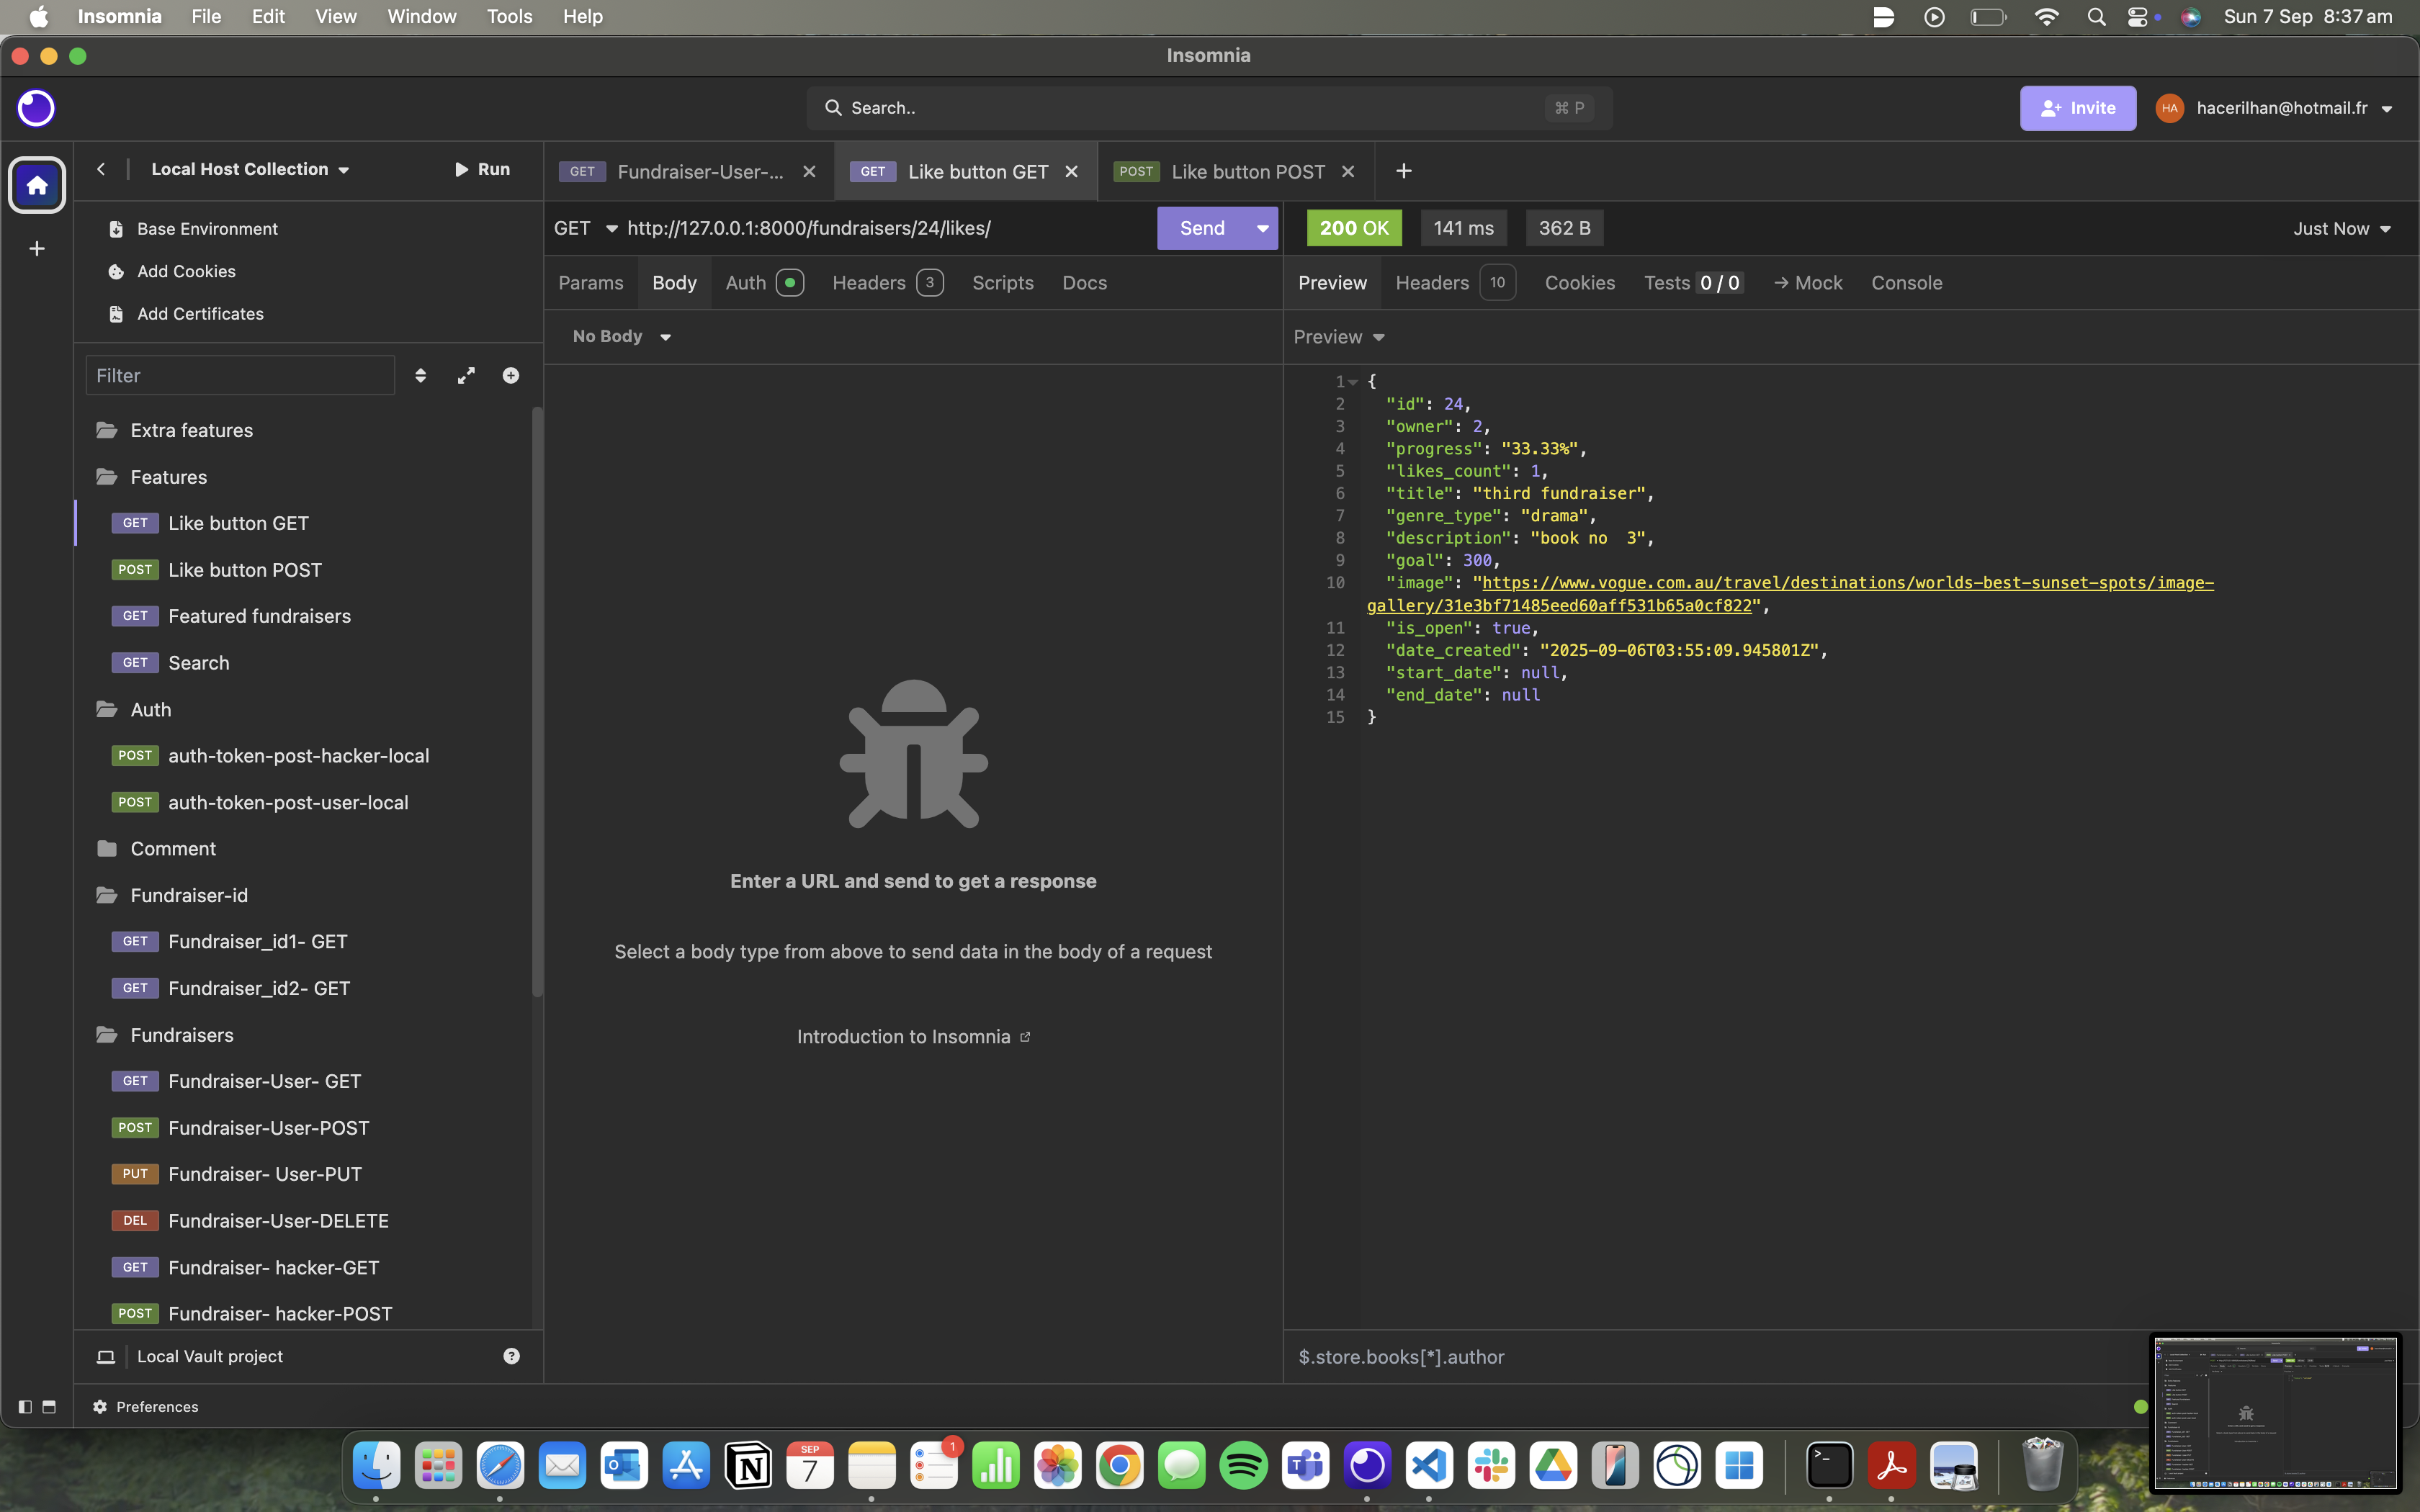 Insomnia File Edit View Window Tools Help Sun 7 Sep 8:37 am
Insomnia
Search.. ⌘ P Invite HA hacerilhan@hotmail.fr
Local Host Collection Run
GET Fundraiser-User-... GET Like button GET POST Like button POST
Base Environment
Add Cookies
Add Certificates
Filter
Extra features
Features
GET Like button GET
POST Like button POST
GET Featured fundraisers
GET Search
Auth
POST auth-token-post-hacker-local
POST auth-token-post-user-local
Comment
Fundraiser-id
GET Fundraiser_id1- GET
GET Fundraiser_id2- GET
Fundraisers
GET Fundraiser-User- GET
POST Fundraiser-User-POST
PUT Fundraiser- User-PUT
DEL Fundraiser-User-DELETE
GET Fundraiser- hacker-GET
POST Fundraiser- hacker-POST
Local Vault project
Preferences
GET http://127.0.0.1:8000/fundraisers/24/likes/ Send
Params Body Auth Headers 3 Scripts Docs
No Body
Enter a URL and send to get a response
Select a body type from above to send data in the body of a request
Introduction to Insomnia
200 OK 141 ms 362 B Just Now
Preview Headers 10 Cookies Tests 0 / 0 → Mock Console
Preview
1 {
2 "id": 24,
3 "owner": 2,
4 "progress": "33.33%",
5 "likes_count": 1,
6 "title": "third fundraiser",
7 "genre_type": "drama",
8 "description": "book no  3",
9 "goal": 300,
10 "image": "https://www.vogue.com.au/travel/destinations/worlds-best-sunset-spots/image-
gallery/31e3bf71485eed60aff531b65a0cf822",
11 "is_open": true,
12 "date_created": "2025-09-06T03:55:09.945801Z",
13 "start_date": null,
14 "end_date": null
15 }
$.store.books[*].author
SEP
7
1